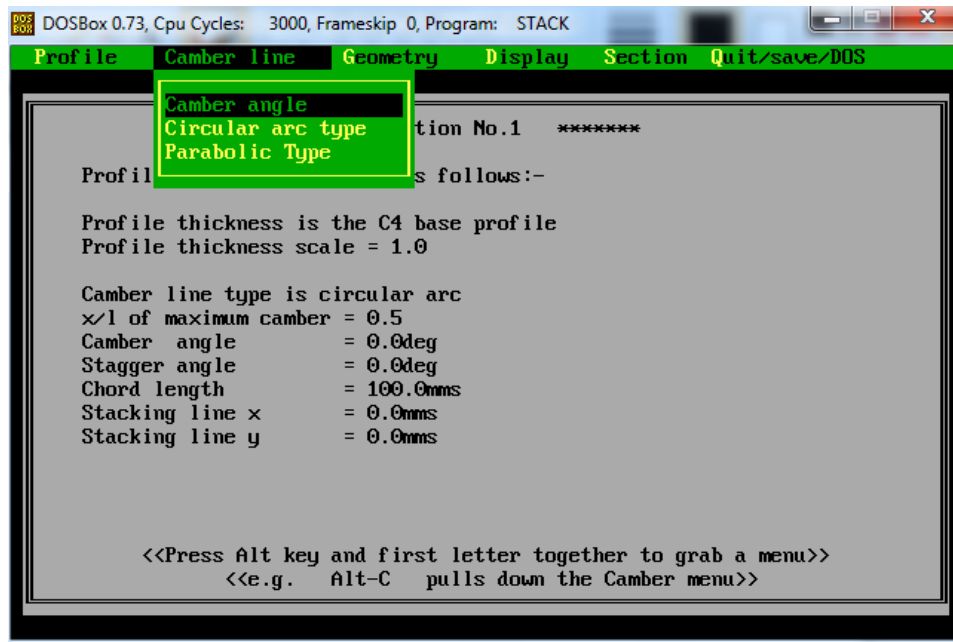 DOSBox 0.73, Cpu Cycles: 3000, Frameskip 0, Program: STACK
Profile Camber line Geometry Display Section Quit/save/DOS
Camber angle
Circular arc type
Parabolic Type
tion No.1 *******
Profil s follows:-
Profile thickness is the C4 base profile
Profile thickness scale = 1.0
Camber line type is circular arc
x/l of maximum camber = 0.5
Camber angle = 0.0deg
Stagger angle = 0.0deg
Chord length = 100.0mms
Stacking line x = 0.0mms
Stacking line y = 0.0mms
<<Press Alt key and first letter together to grab a menu>>
<<e.g. Alt-C pulls down the Camber menu>>